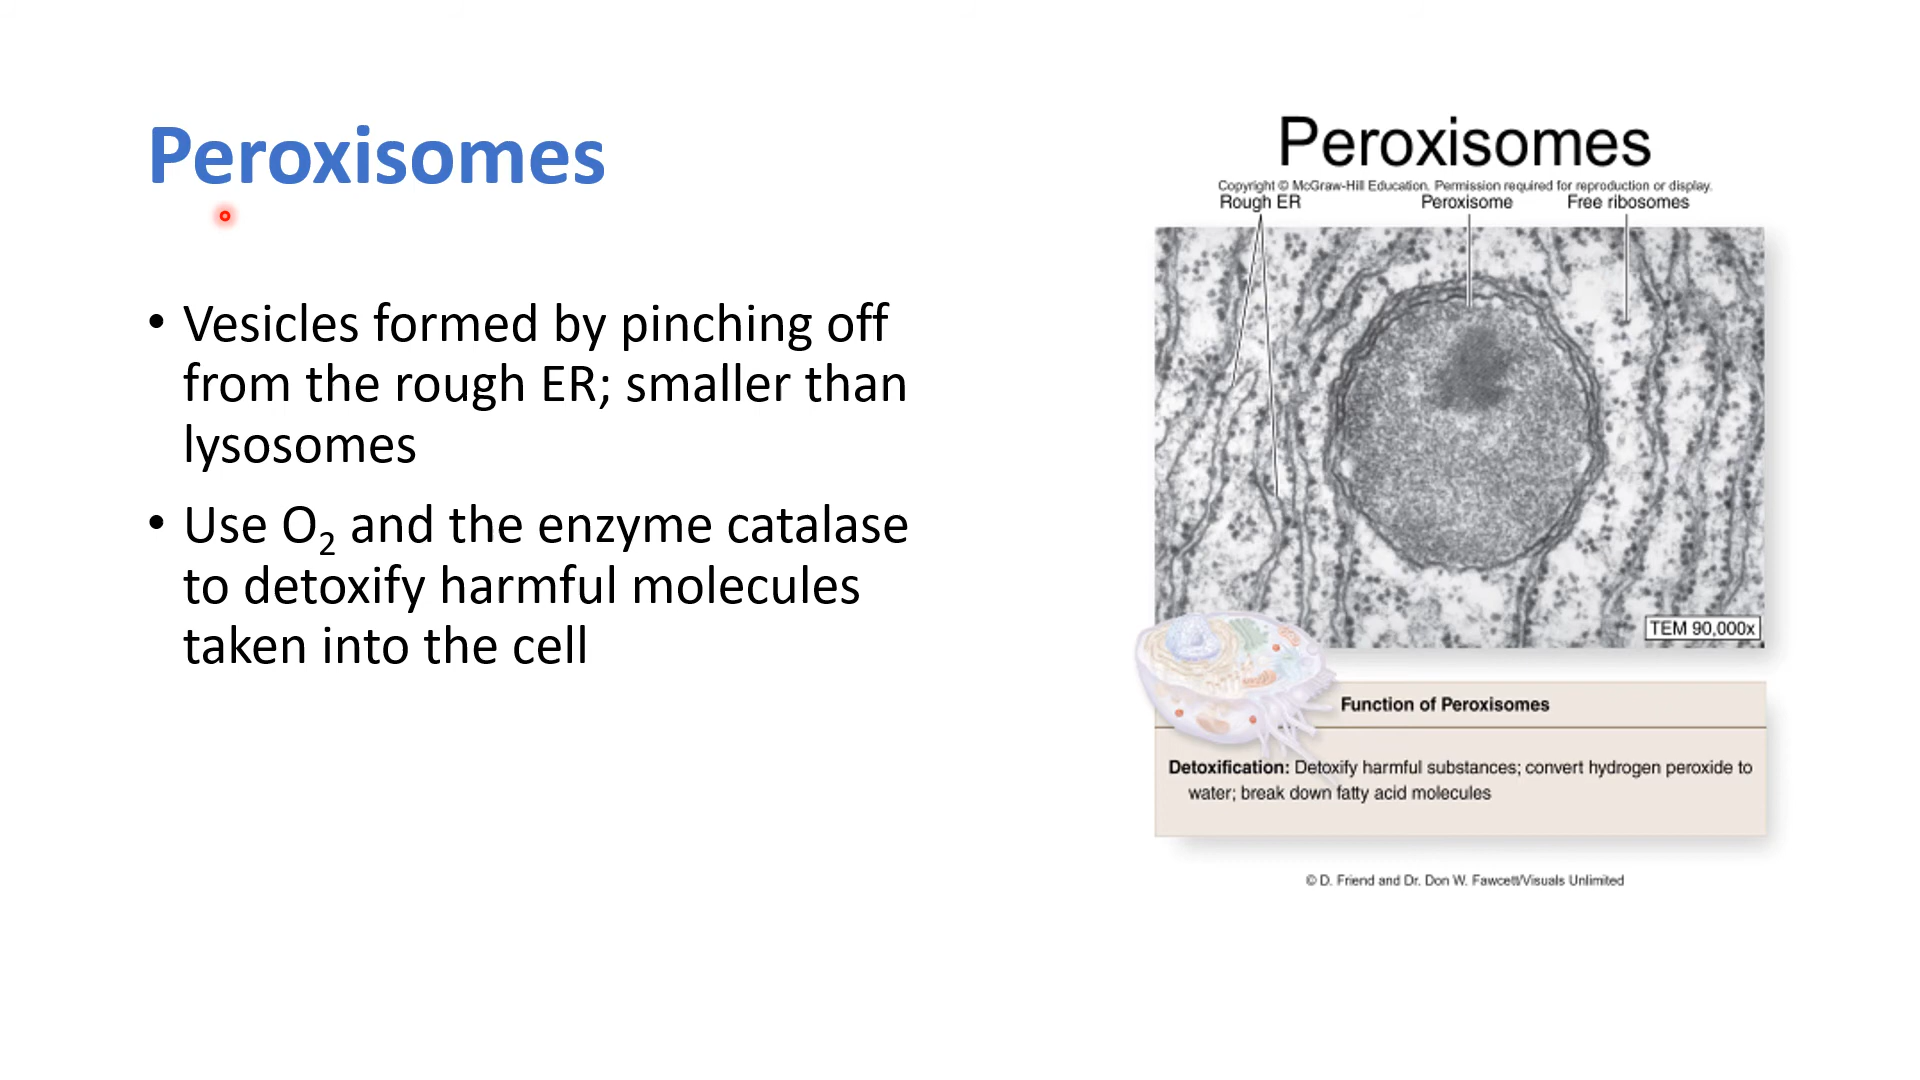 Peroxisomes
• Vesicles formed by pinching off
from the rough ER; smaller than
lysosomes
• Use O₂ and the enzyme catalase
to detoxify harmful molecules
taken into the cell
Peroxisomes
Copyright © McGraw-Hill Education. Permission required for reproduction or display.
Rough ER Peroxisome Free ribosomes
TEM 90,000x
Function of Peroxisomes
Detoxification: Detoxify harmful substances; convert hydrogen peroxide to
water; break down fatty acid molecules
© D. Friend and Dr. Don W. Fawcett/Visuals Unlimited